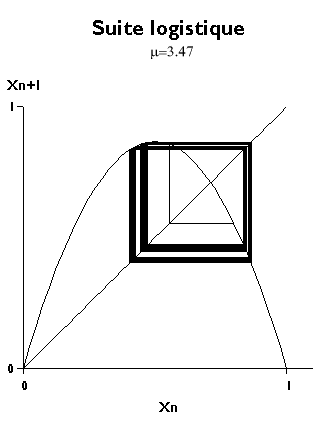 Suite logistique
μ=3.47
Xn+1
1
0
0
1
Xn